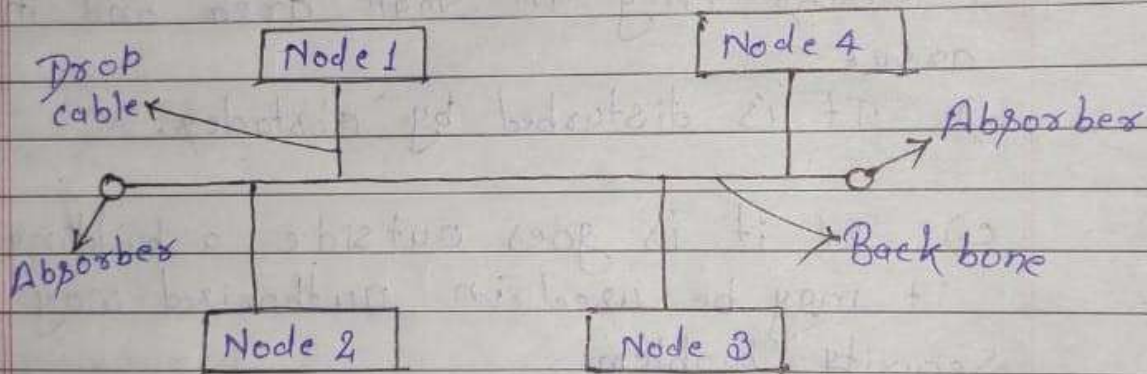 Node 1
Node 4
Drop
cable
Absorber
Absorber
Back bone
Node 2
Node 3